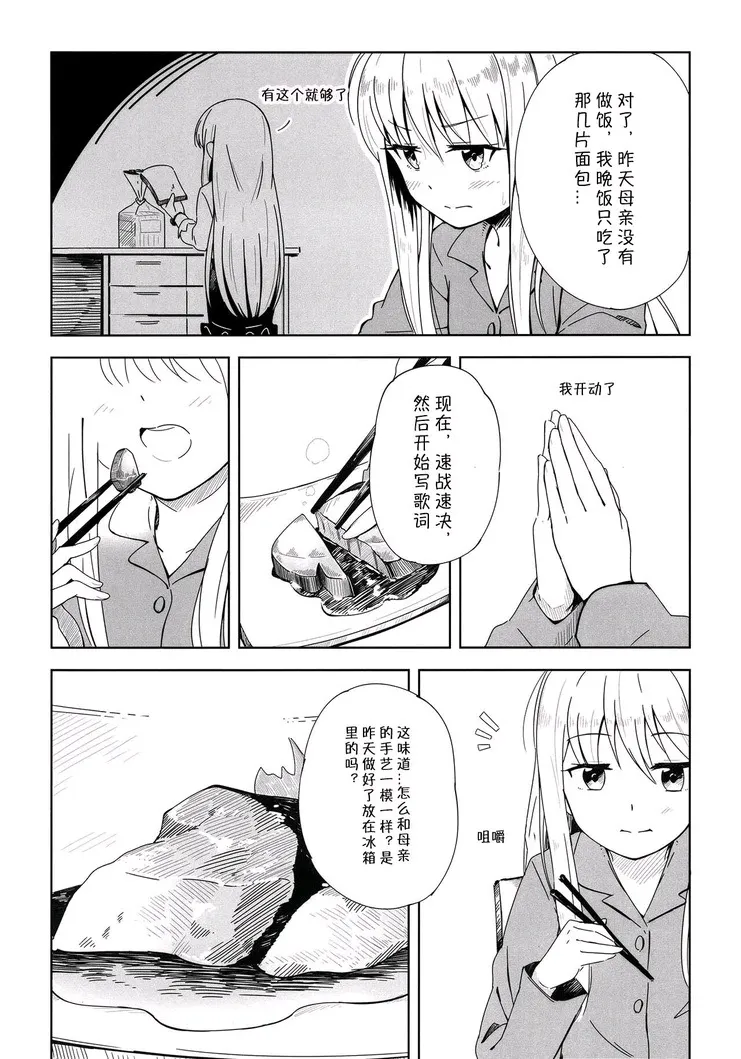 对了，昨天母亲没有
做饭，我晚饭只吃了
那几片面包…
有这个就够了
我开动了
现在，速战速决，
然后开始写歌词
咀嚼
这味道…怎么和母亲
的手艺一模一样？是
昨天做好了放在冰箱
里的吗？